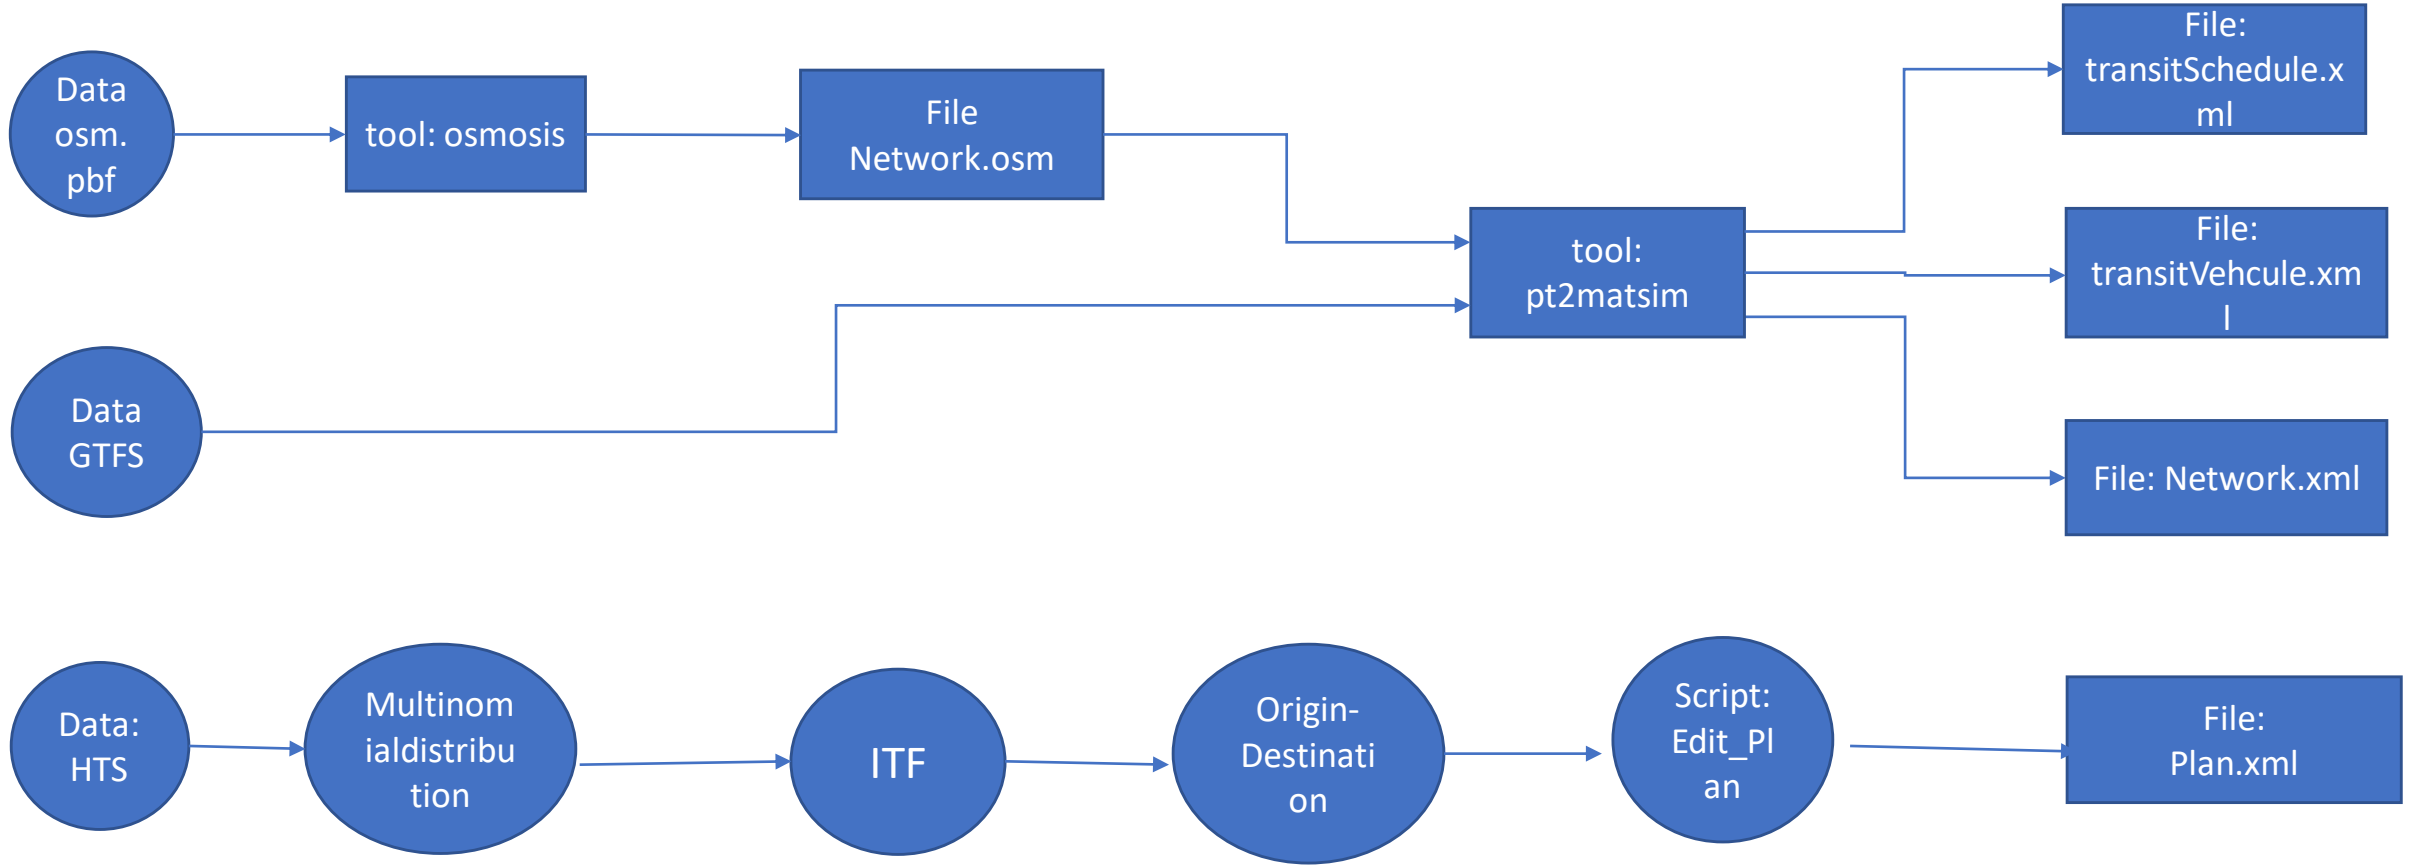 Data
osm.
pbf
tool: osmosis
File
Network.osm
File:
transitSchedule.x
ml
tool:
pt2matsim
File:
transitVehcule.xm
l
Data
GTFS
File: Network.xml
Data:
HTS
Multinom
ialdistribu
tion
ITF
Origin-
Destinati
on
Script:
Edit_Pl
an
File:
Plan.xml